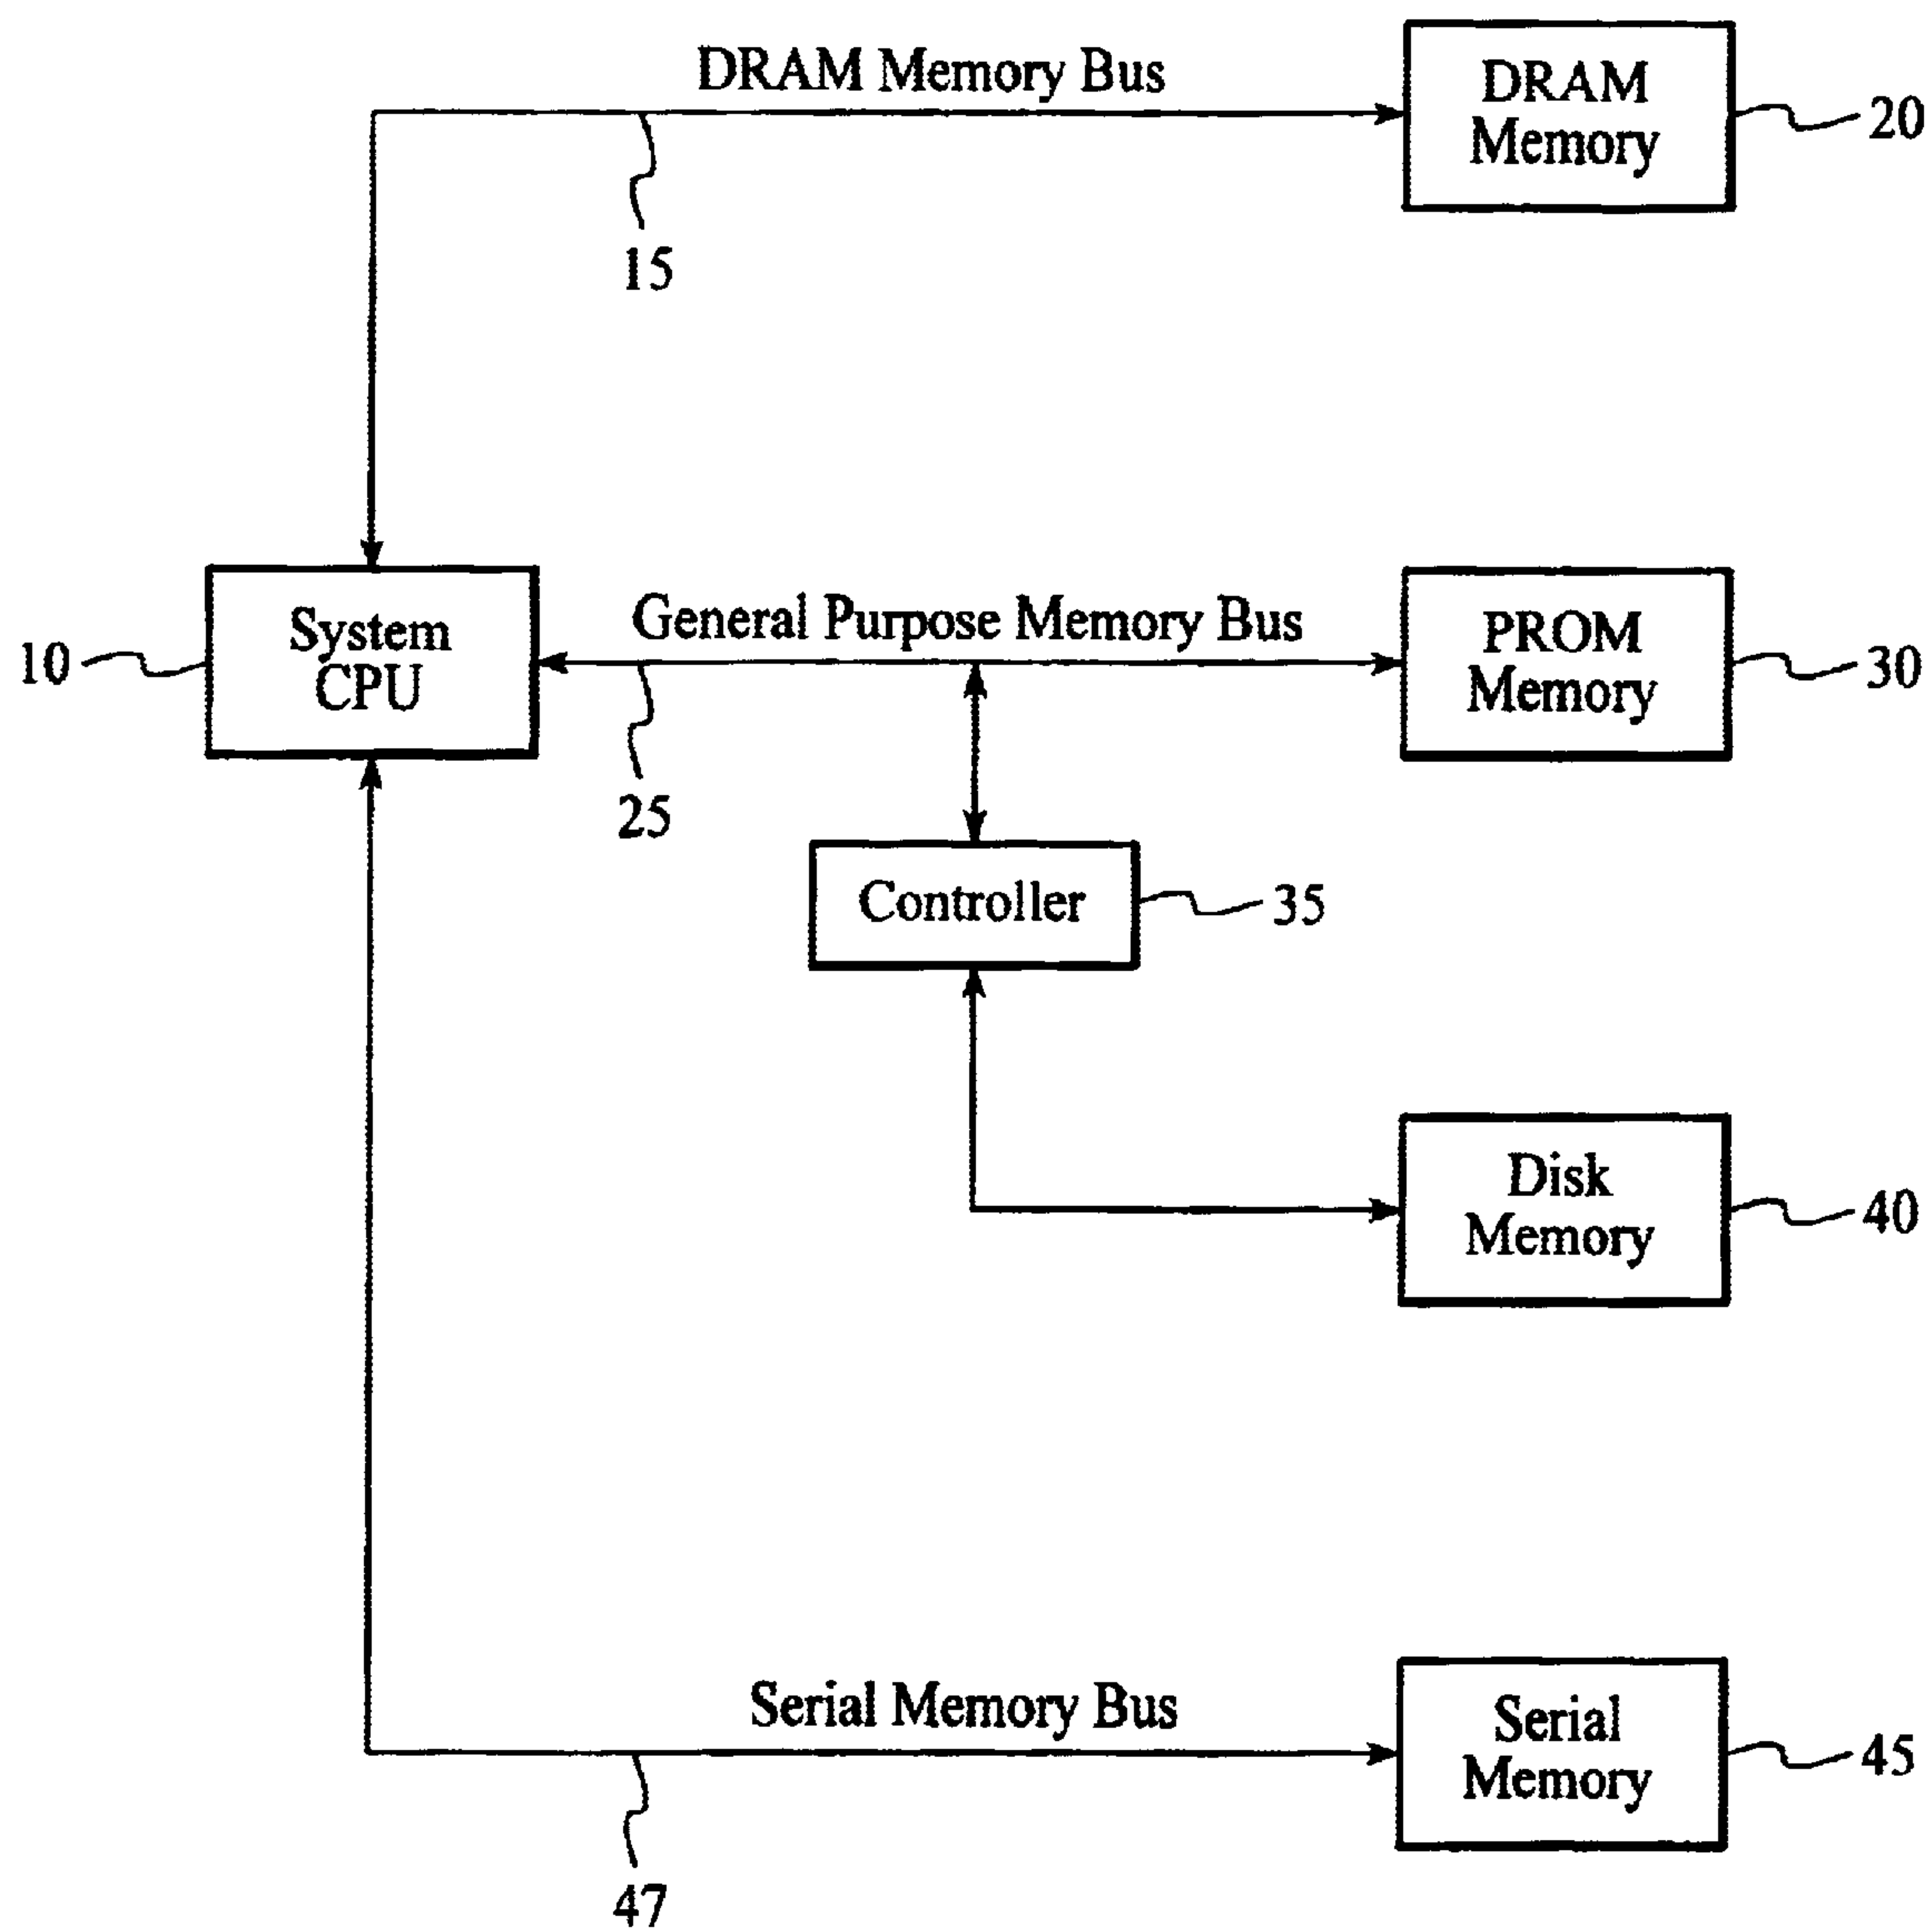 DRAM Memory Bus
DRAM
Memory
20
15
System
CPU
10
General Purpose Memory Bus
PROM
Memory
30
25
Controller
35
Disk
Memory
40
Serial Memory Bus
Serial
Memory
45
47